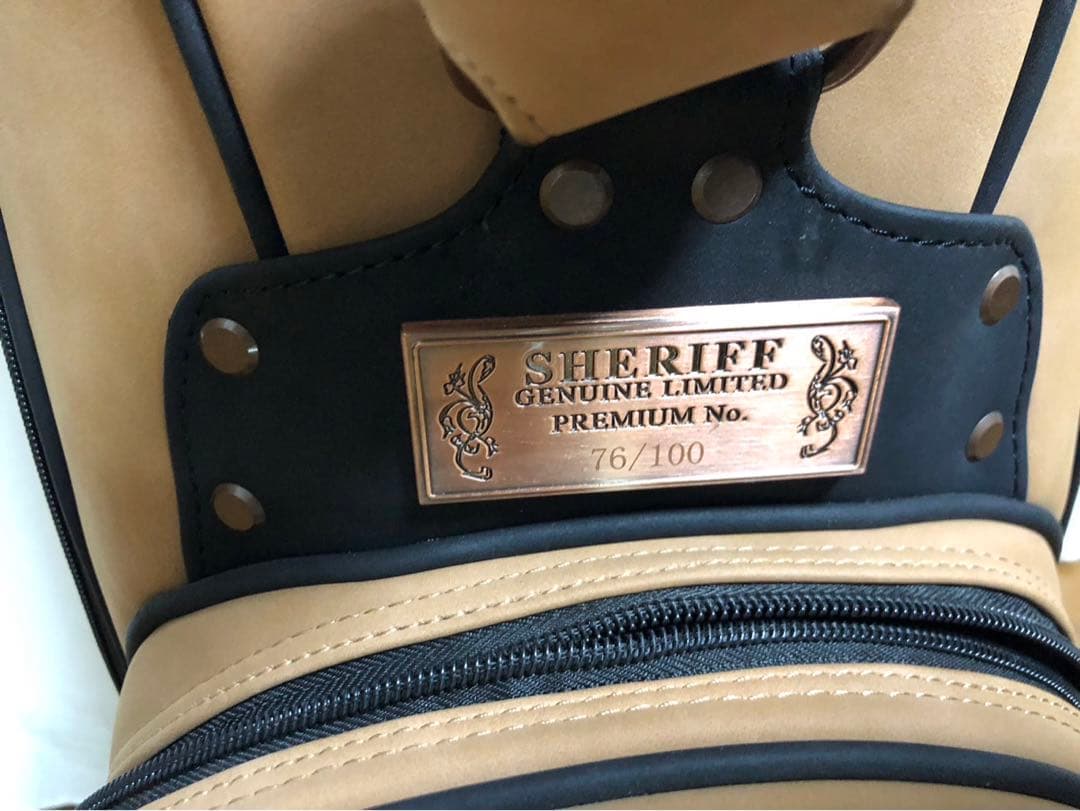 SHERIFF
GENUINE LIMITED
PREMIUM No.
76/100